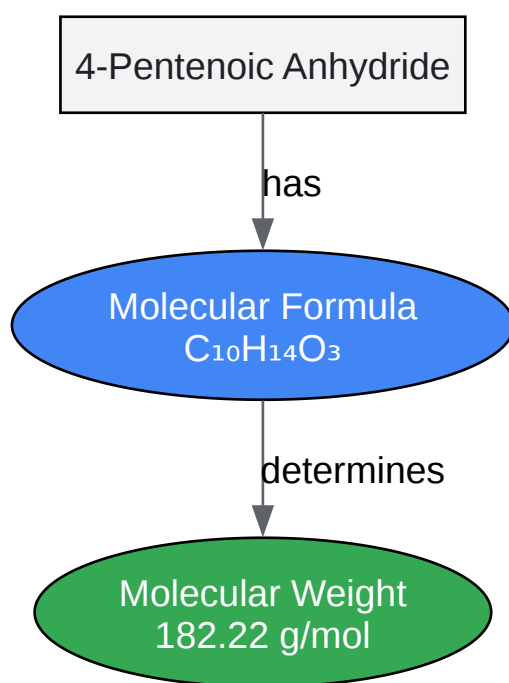 4-Pentenoic Anhydride
has
Molecular Formula
C₁₀H₁₄O₃
determines
Molecular Weight
182.22 g/mol